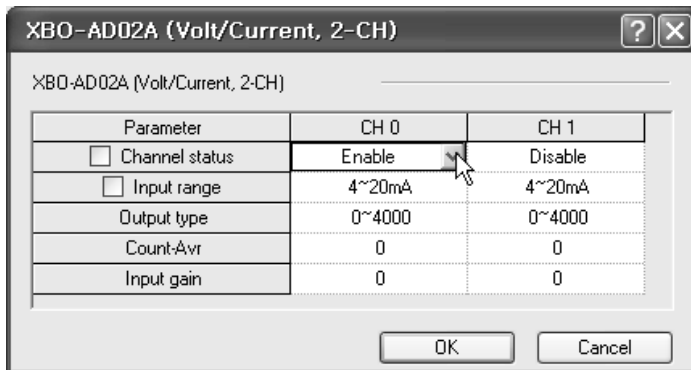 XBO-AD02A (Volt/Current, 2-CH)
XBO-AD02A (Volt/Current, 2-CH)
Parameter CH 0 CH 1
Channel status Enable Disable
Input range 4~20mA 4~20mA
Output type 0~4000 0~4000
Count-Avr 0 0
Input gain 0 0
OK Cancel